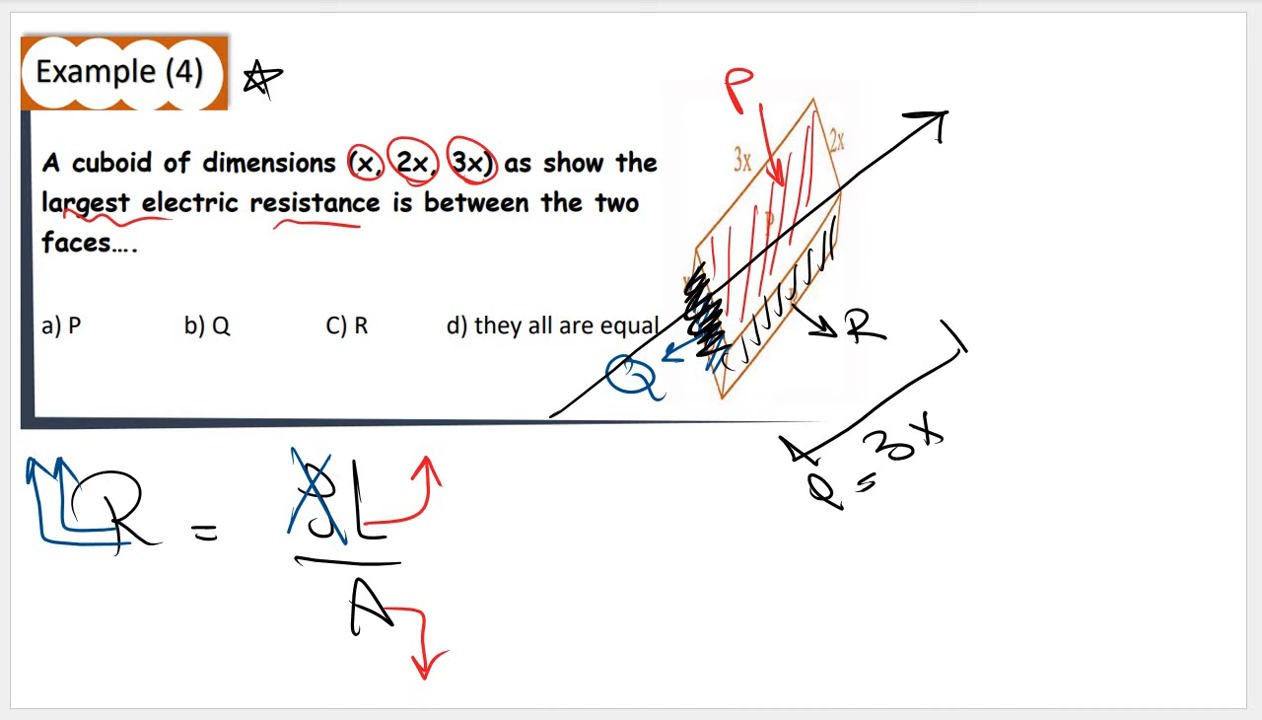 Example (4)
A cuboid of dimensions (x, 2x, 3x) as show the
largest electric resistance is between the two
faces....
a) P b) Q C) R d) they all are equal
P
3x
2x
P
R
Q
l = 3x
R = ρL
A